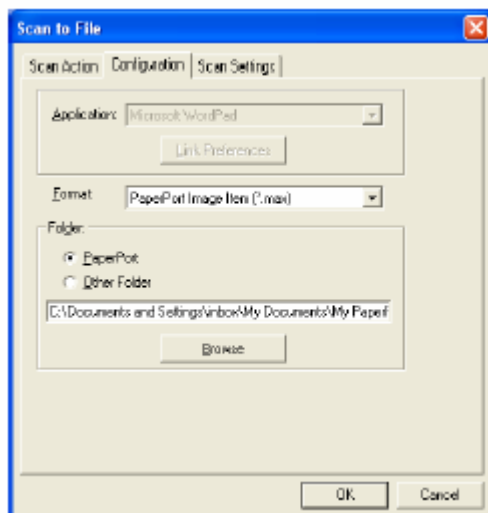 Scan to File
Scan Action Configuration Scan Settings
Application: Microsoft WordPad
Link Preferences
Format PaperPort Image Item (*.max)
Folder:
PaperPort
Other Folder
C:\Documents and Settings\inbox\My Documents\My PaperF
Browse
OK Cancel